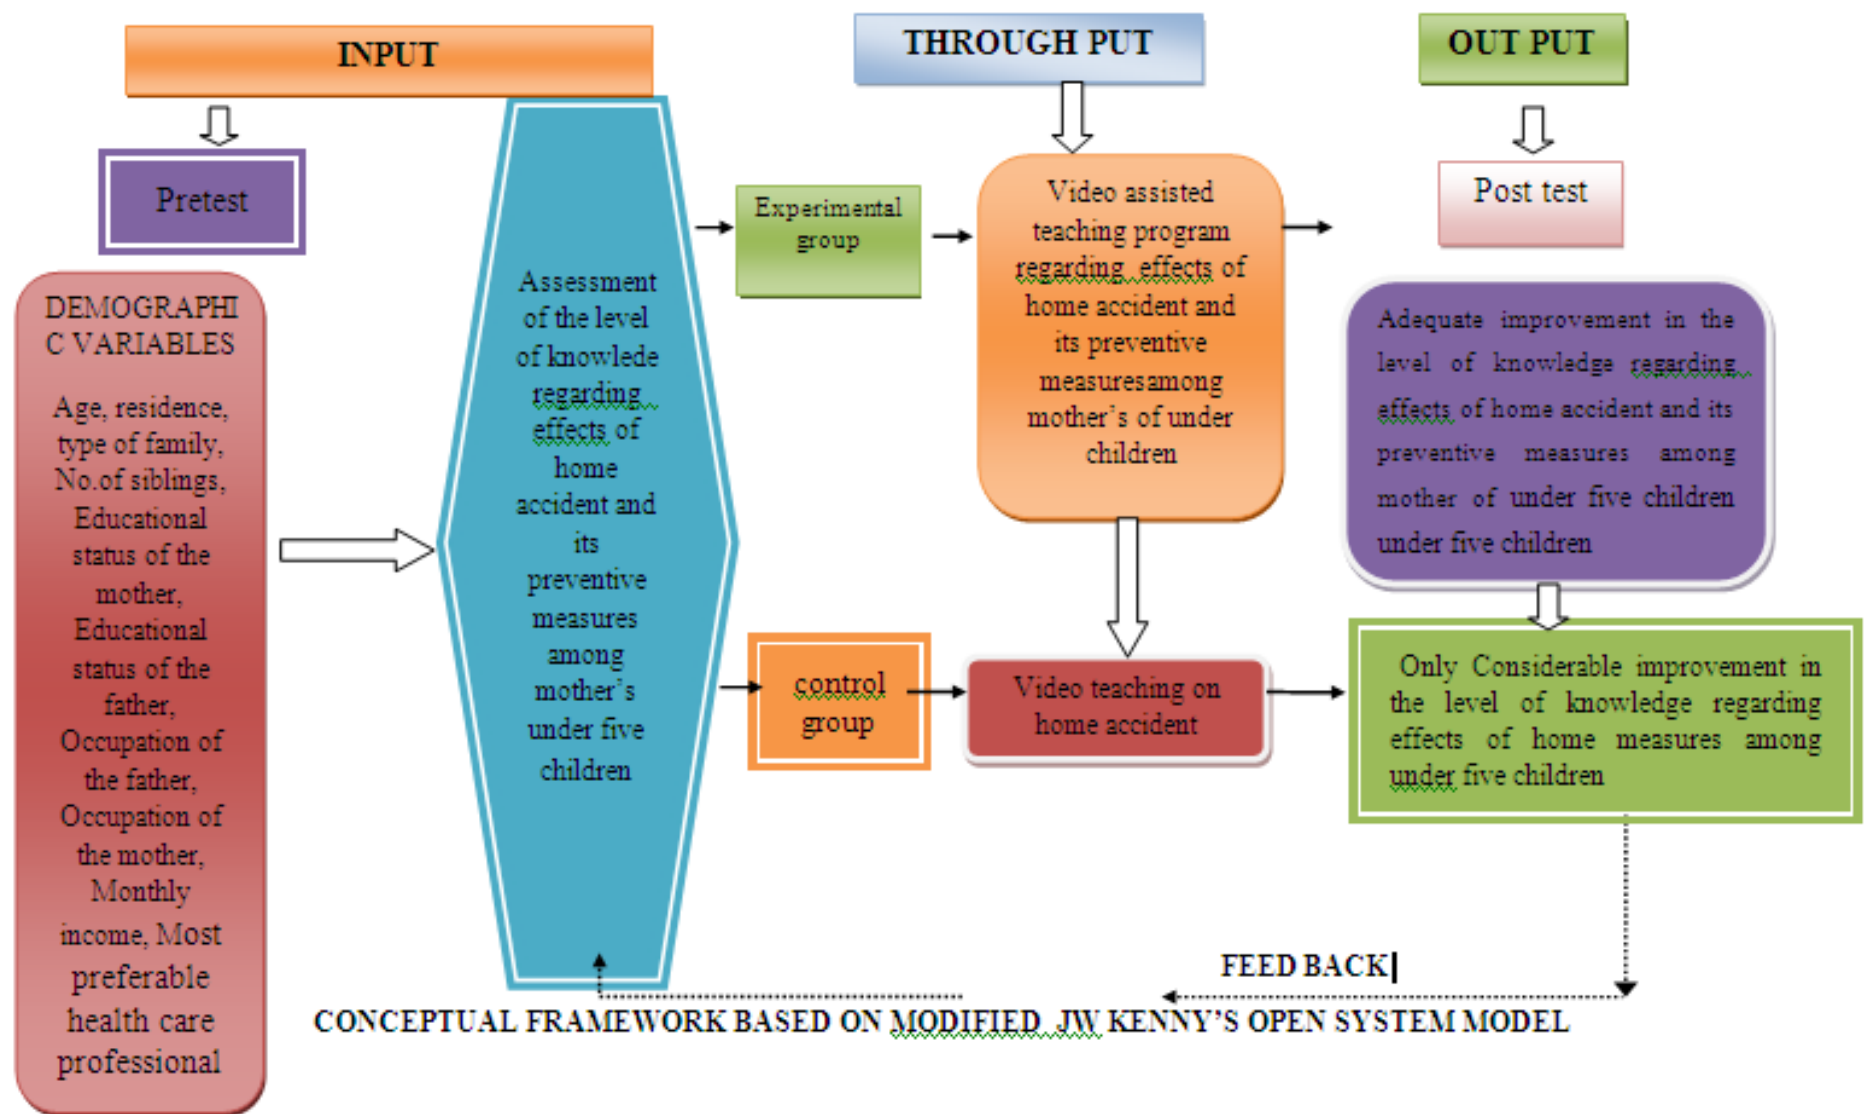 INPUT
THROUGH PUT
OUT PUT
Pretest
DEMOGRAPHI
C VARIABLES
Age, residence,
type of family,
No.of siblings,
Educational
status of the
mother,
Educational
status of the
father,
Occupation of
the father,
Occupation of
the mother,
Monthly
income, Most
preferable
health care
professional
Assessment
of the level
of knowlede
regarding
effects of
home
accident and
its
preventive
measures
among
mother's
under five
children
Experimental
group
control
group
Video assisted
teaching program
regarding effects of
home accident and
its preventive
measuresamong
mother's of under
children
Video teaching on
home accident
Post test
Adequate improvement in the
level of knowledge regarding
effects of home accident and its
preventive measures among
mother of under five children
under five children
Only Considerable improvement in
the level of knowledge regarding
effects of home measures among
under five children
FEED BACK
CONCEPTUAL FRAMEWORK BASED ON MODIFIED JW KENNY'S OPEN SYSTEM MODEL